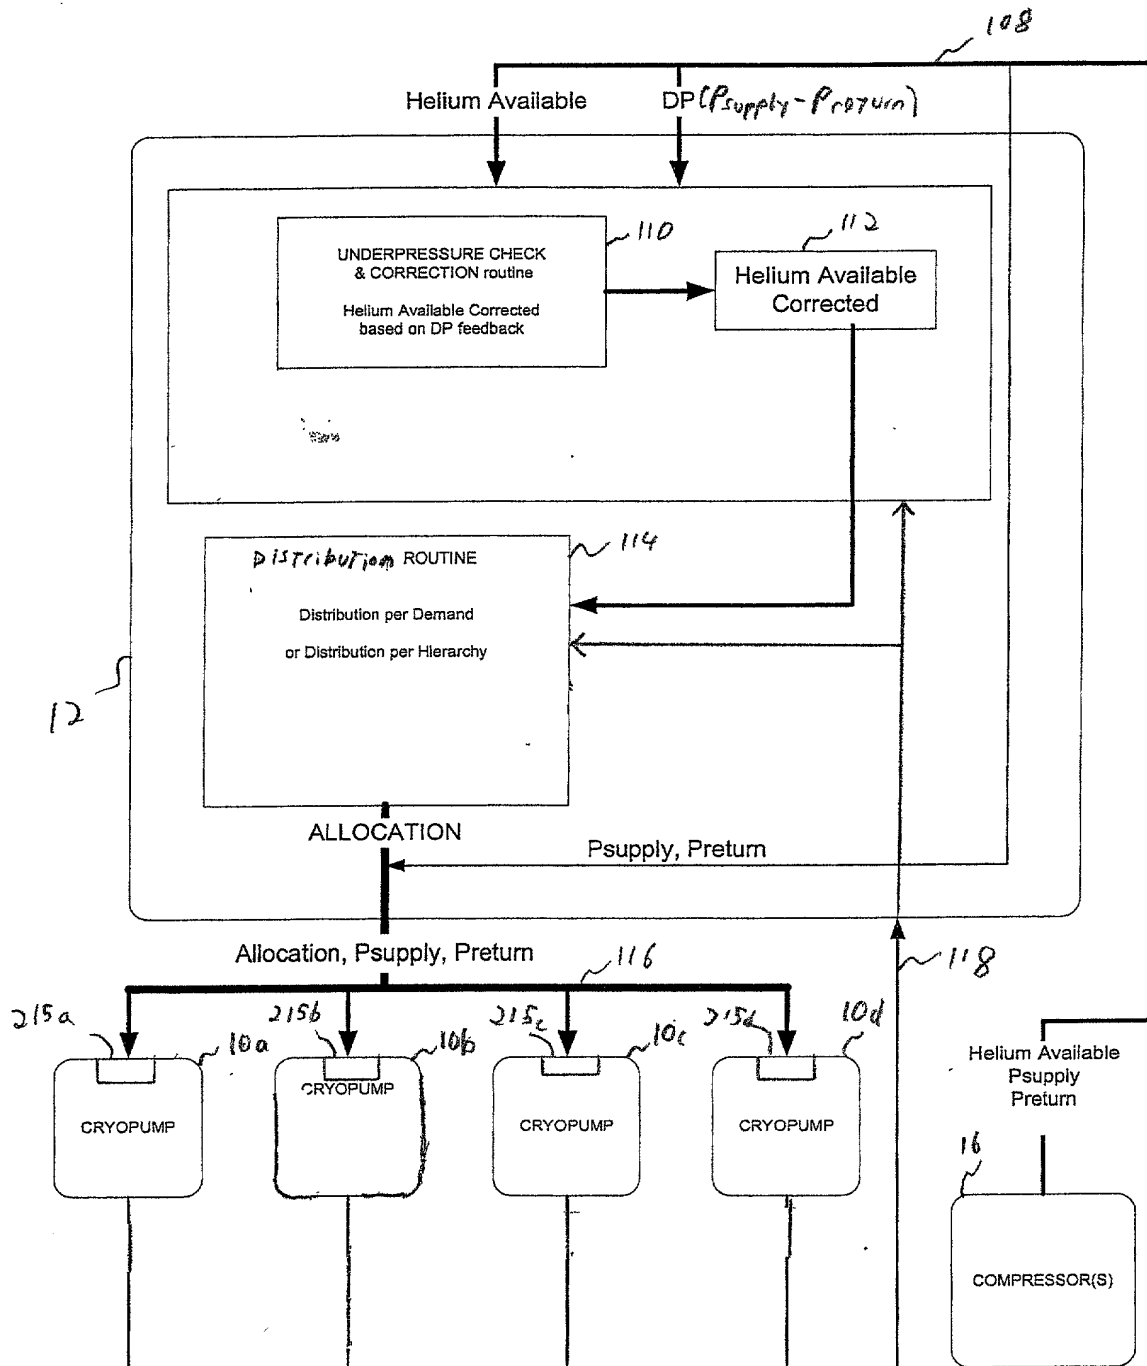 108
Helium Available
DP (Psupply-Preturn)
110
112
UNDERPRESSURE CHECK
& CORRECTION routine
Helium Available Corrected
based on DP feedback
Helium Available
Corrected
114
Distribution ROUTINE
Distribution per Demand
or Distribution per Hierarchy
12
ALLOCATION
Psupply, Preturn
Allocation, Psupply, Preturn
116
118
215a
10a
215b
10b
215c
10c
215d
10d
CRYOPUMP
CRYOPUMP
CRYOPUMP
CRYOPUMP
Helium Available
Psupply
Preturn
16
COMPRESSOR(S)